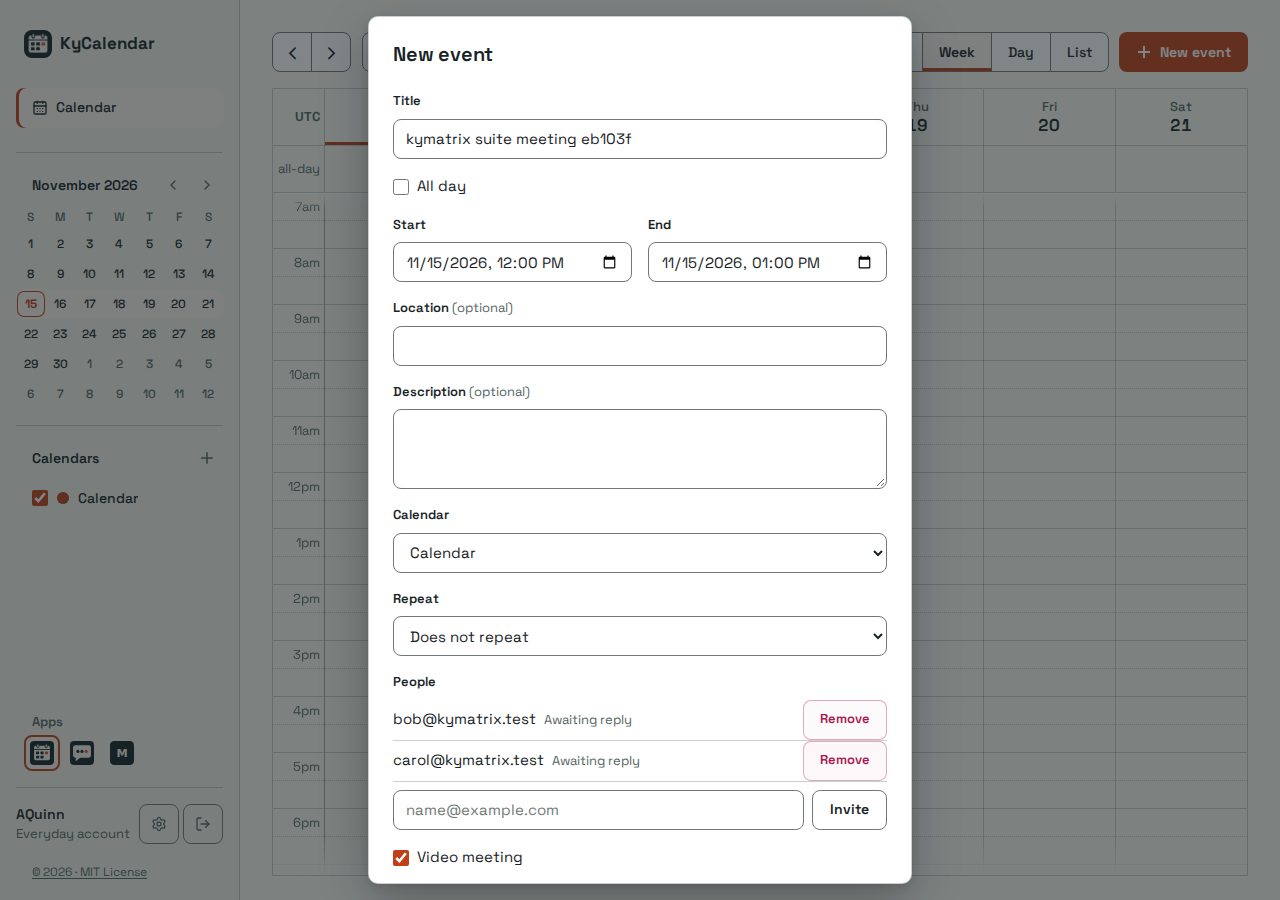 KyCalendar
Calendar
November 2026
S M T W T F S
1 2 3 4 5 6 7
8 9 10 11 12 13 14
15 16 17 18 19 20 21
22 23 24 25 26 27 28
29 30 1 2 3 4 5
6 7 8 9 10 11 12
Calendars
Calendar
Apps
M
AQuinn
Everyday account
© 2026 · MIT License
Week
Day
List
New event
UTC
Fri
20
Sat
21
all-day
7am
8am
9am
10am
11am
12pm
1pm
2pm
3pm
4pm
5pm
6pm
New event
Title
kymatrix suite meeting eb103f
All day
Start
End
11/15/2026, 12:00 PM
11/15/2026, 01:00 PM
Location (optional)
Description (optional)
Calendar
Calendar
Repeat
Does not repeat
People
bob@kymatrix.test Awaiting reply
Remove
carol@kymatrix.test Awaiting reply
Remove
name@example.com
Invite
Video meeting